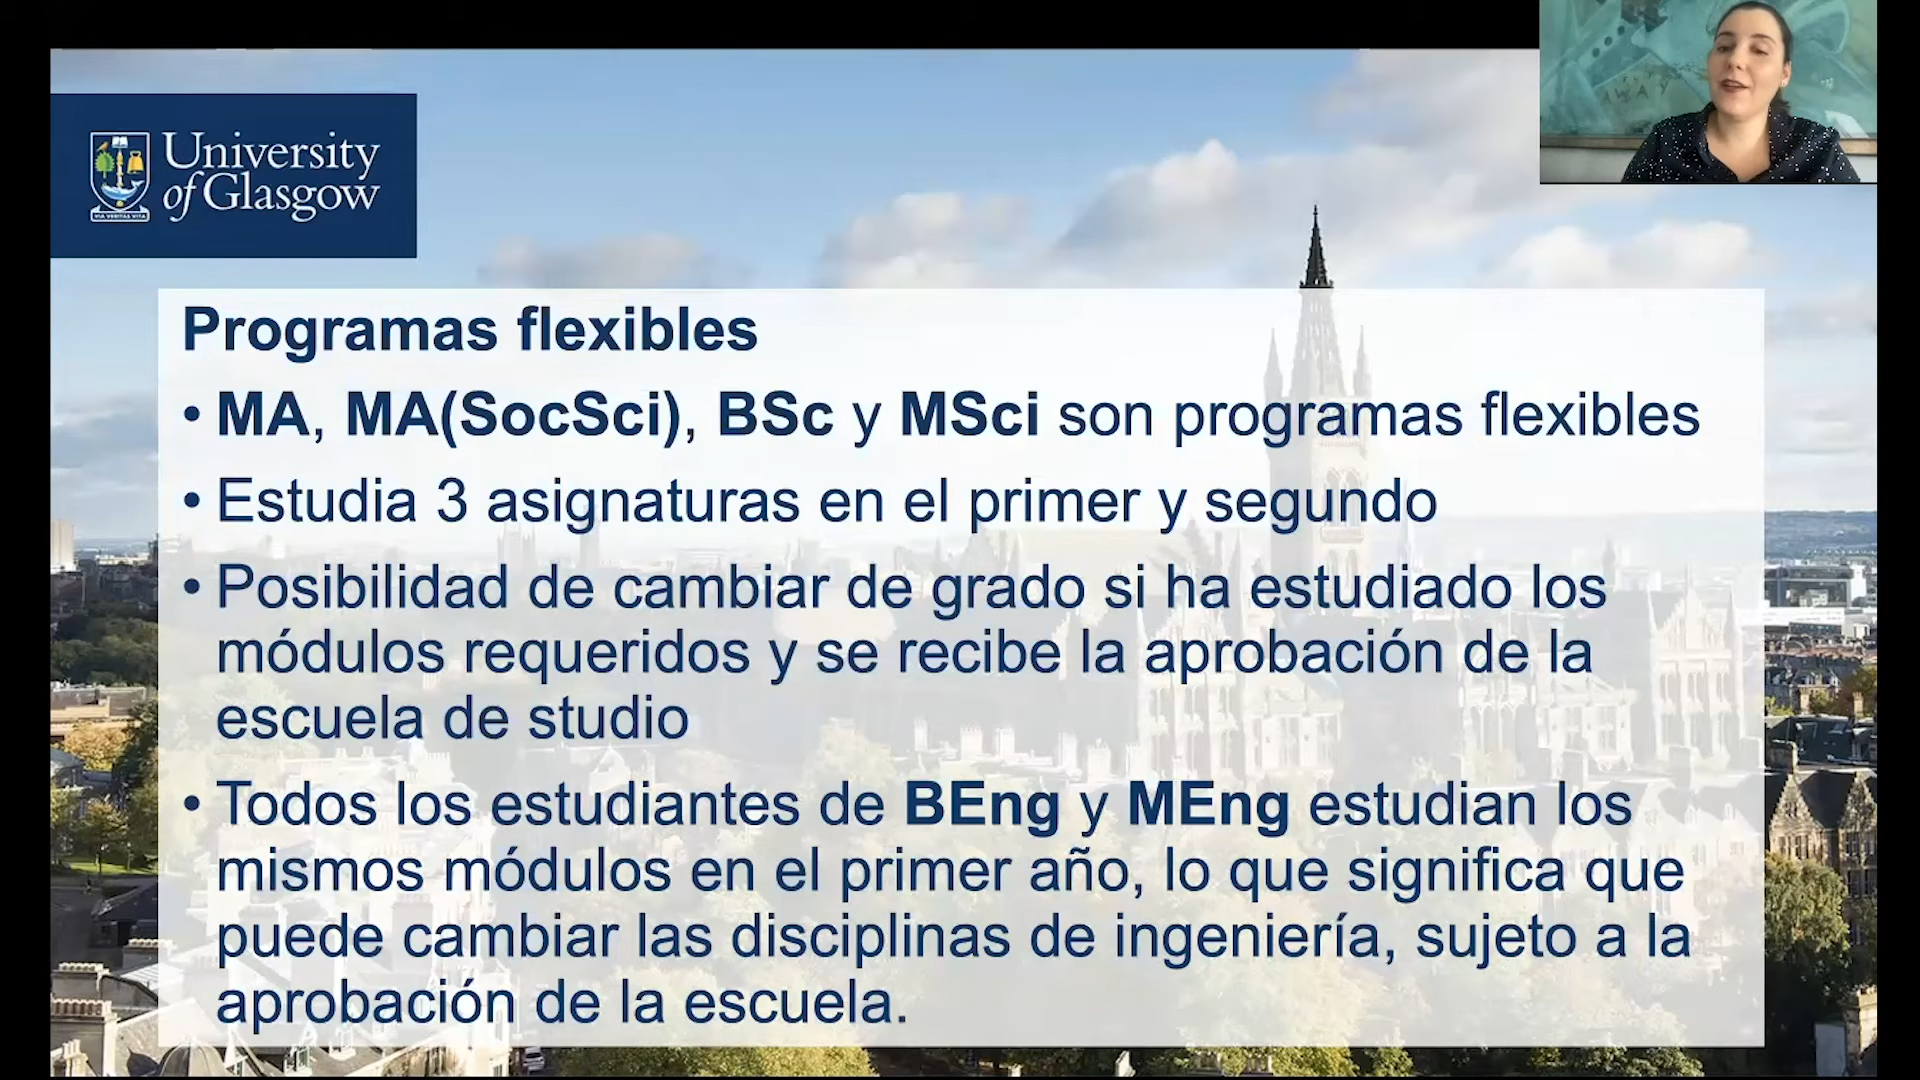 University
of Glasgow
VIA VERITAS VITA
Programas flexibles
• MA, MA(SocSci), BSc y MSci son programas flexibles
• Estudia 3 asignaturas en el primer y segundo
• Posibilidad de cambiar de grado si ha estudiado los
módulos requeridos y se recibe la aprobación de la
escuela de studio
• Todos los estudiantes de BEng y MEng estudian los
mismos módulos en el primer año, lo que significa que
puede cambiar las disciplinas de ingeniería, sujeto a la
aprobación de la escuela.